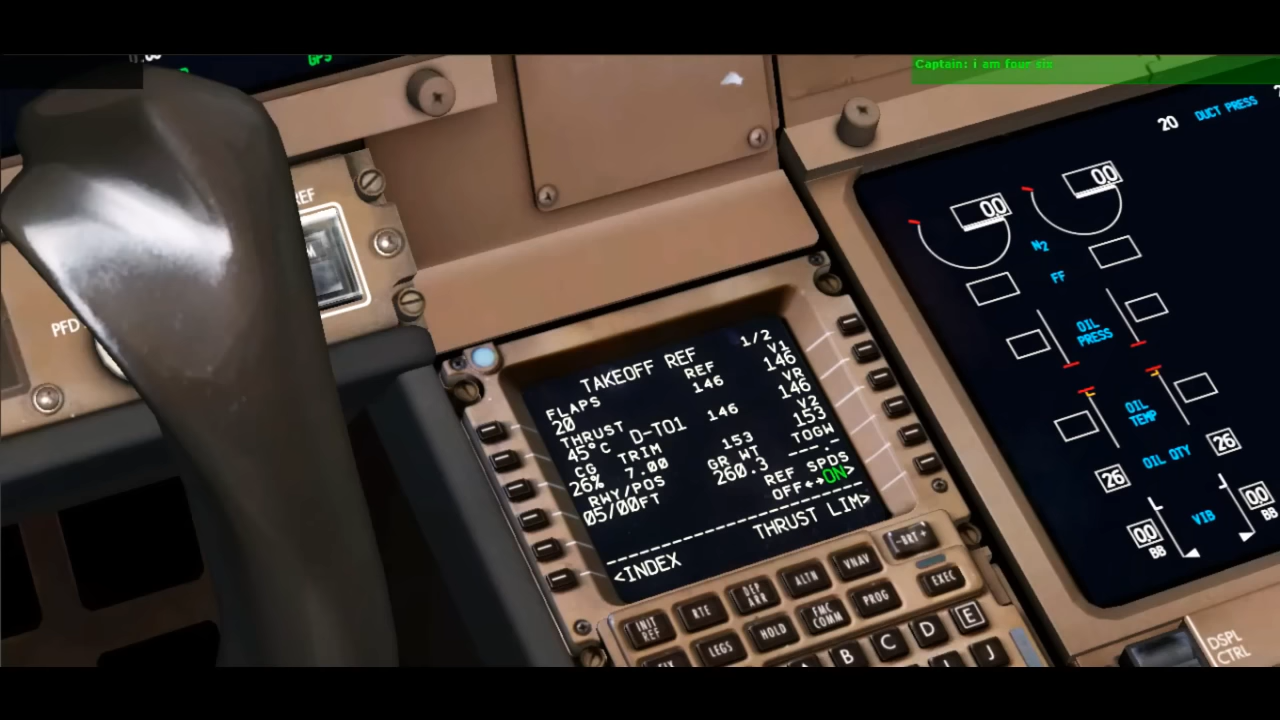 GPS
Captain: i am four six
REF
PFD
20 DUCT PRESS
00 00
N2
FF
OIL
PRESS
OIL
TEMP
26 OIL QTY 26
00 VIB 00
BB BB
TAKEOFF REF 1/2
FLAPS REF V1
20 146 146
THRUST VR
45°C D-TO1 146 146
CG TRIM V2
26% 7.00 153 153
RWY/POS GR WT TOGW
05/00FT 260.3 ---.-
REF SPDS
OFF↔ON>
<INDEX THRUST LIM>
INIT
REF
RTE
DEP
ARR
ALTN
VNAV
-BRT+
LEGS
HOLD
FMC
COMM
PROG
EXEC
B C D E
J
DSPL
CTRL